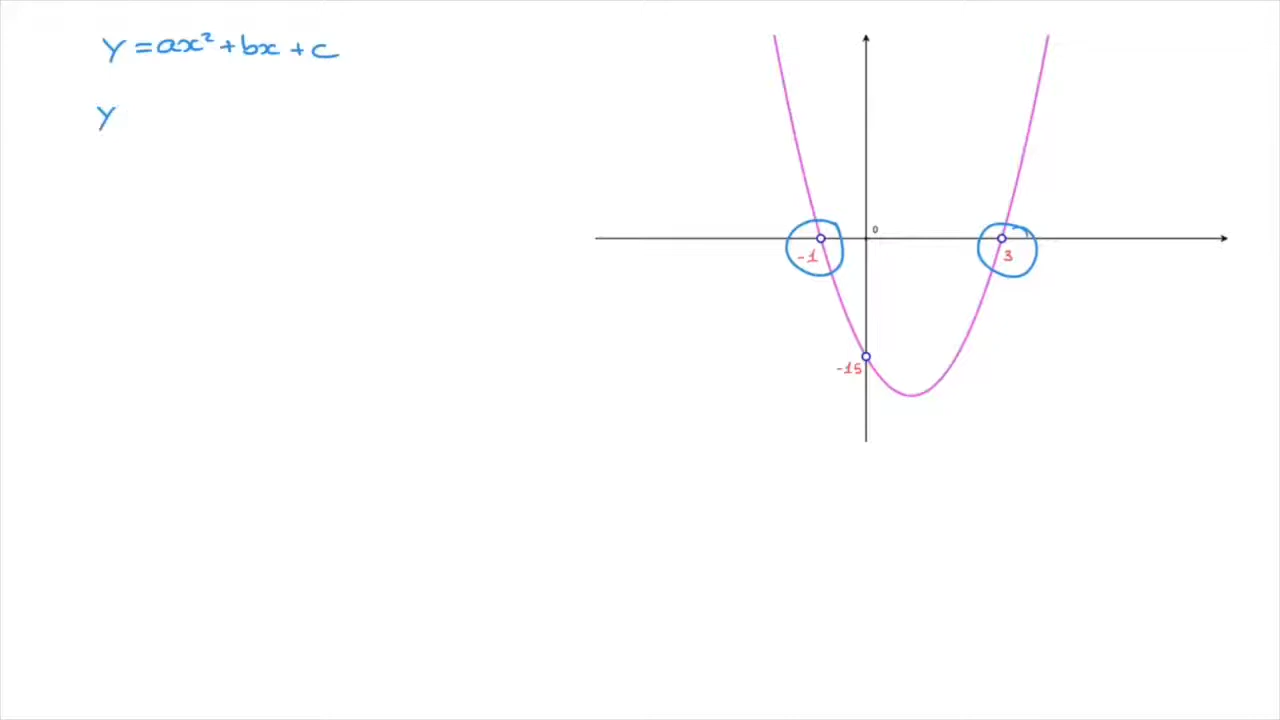 y = ax² + bx + c
y
0
-1
3
-15